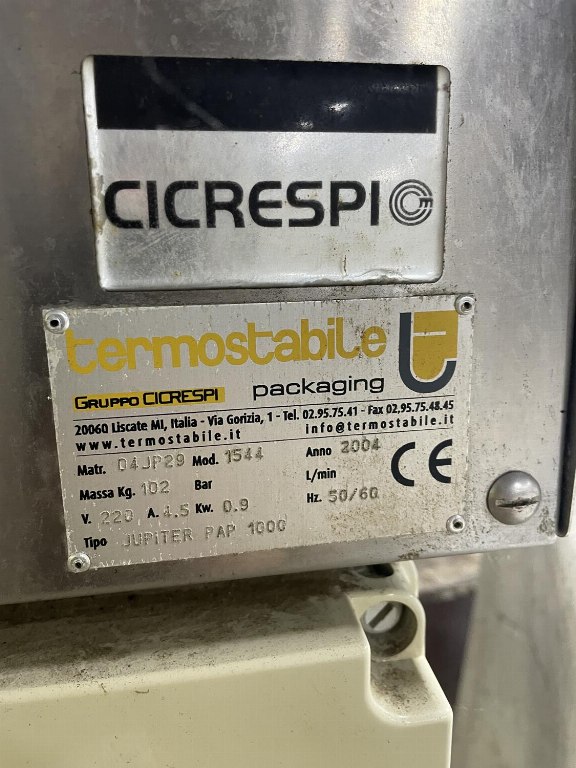 CICRESPI
termostabile
GRUPPO CICRESPI packaging
20060 Liscate MI, Italia - Via Gorizia, 1 - Tel. 02.95.75.41 - Fax 02.95.75.48.45
www.termostabile.it info@termostabile.it
Matr. 04JP29 Mod. 1544 Anno 2004
Massa Kg. 102 Bar L/min
V. 220 A. 4.5 Kw. 0.9 Hz. 50/60
Tipo JUPITER PAP 1000
CE